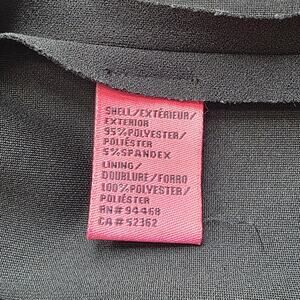 SHELL/EXTÉRIEUR/
EXTERIOR
95%POLYESTER/
POLIÉSTER
5%SPANDEX
LINING/
DOUBLURE/FORRO
100%POLYESTER/
POLIÉSTER
RN#94468
CA#52362